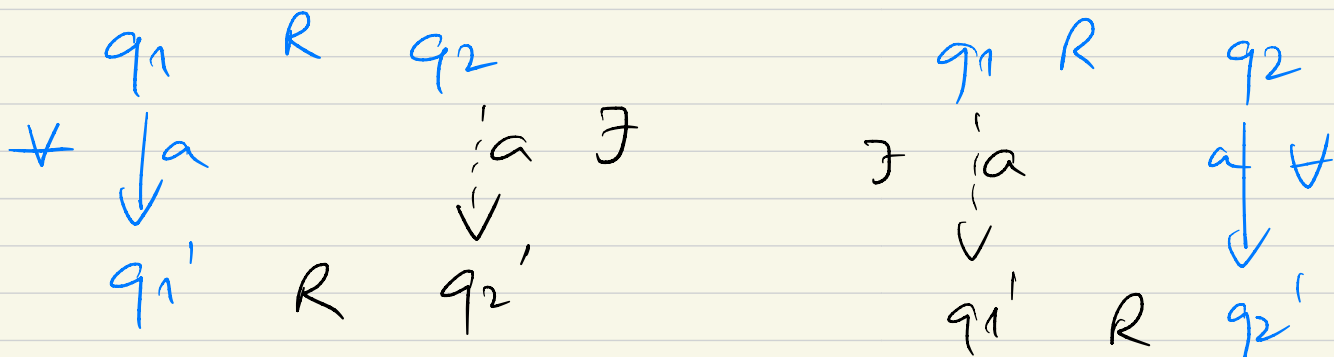 q1 R q2 q1 R q2
∀ a a ∃ ∃ a a ∀
q1' R q2' q1' R q2'